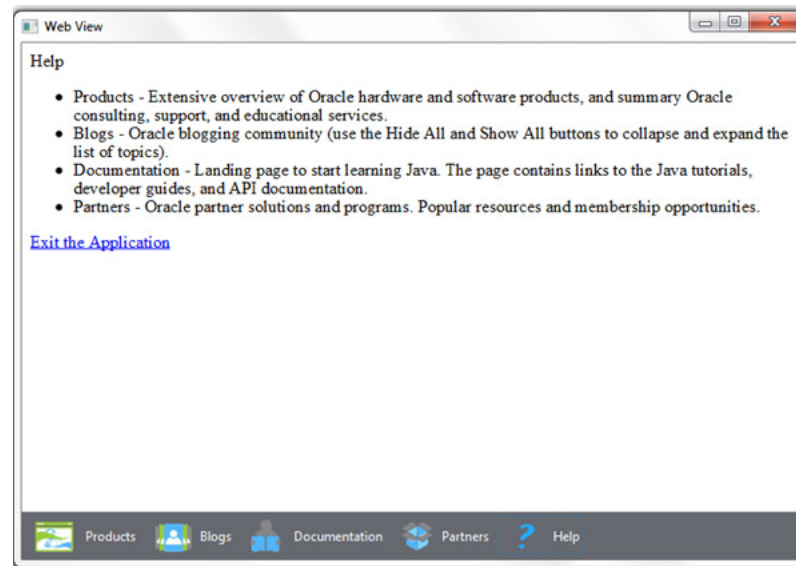 Web View
Help
• Products - Extensive overview of Oracle hardware and software products, and summary Oracle
consulting, support, and educational services.
• Blogs - Oracle blogging community (use the Hide All and Show All buttons to collapse and expand the
list of topics).
• Documentation - Landing page to start learning Java. The page contains links to the Java tutorials,
developer guides, and API documentation.
• Partners - Oracle partner solutions and programs. Popular resources and membership opportunities.
Exit the Application
Products Blogs Documentation Partners ? Help